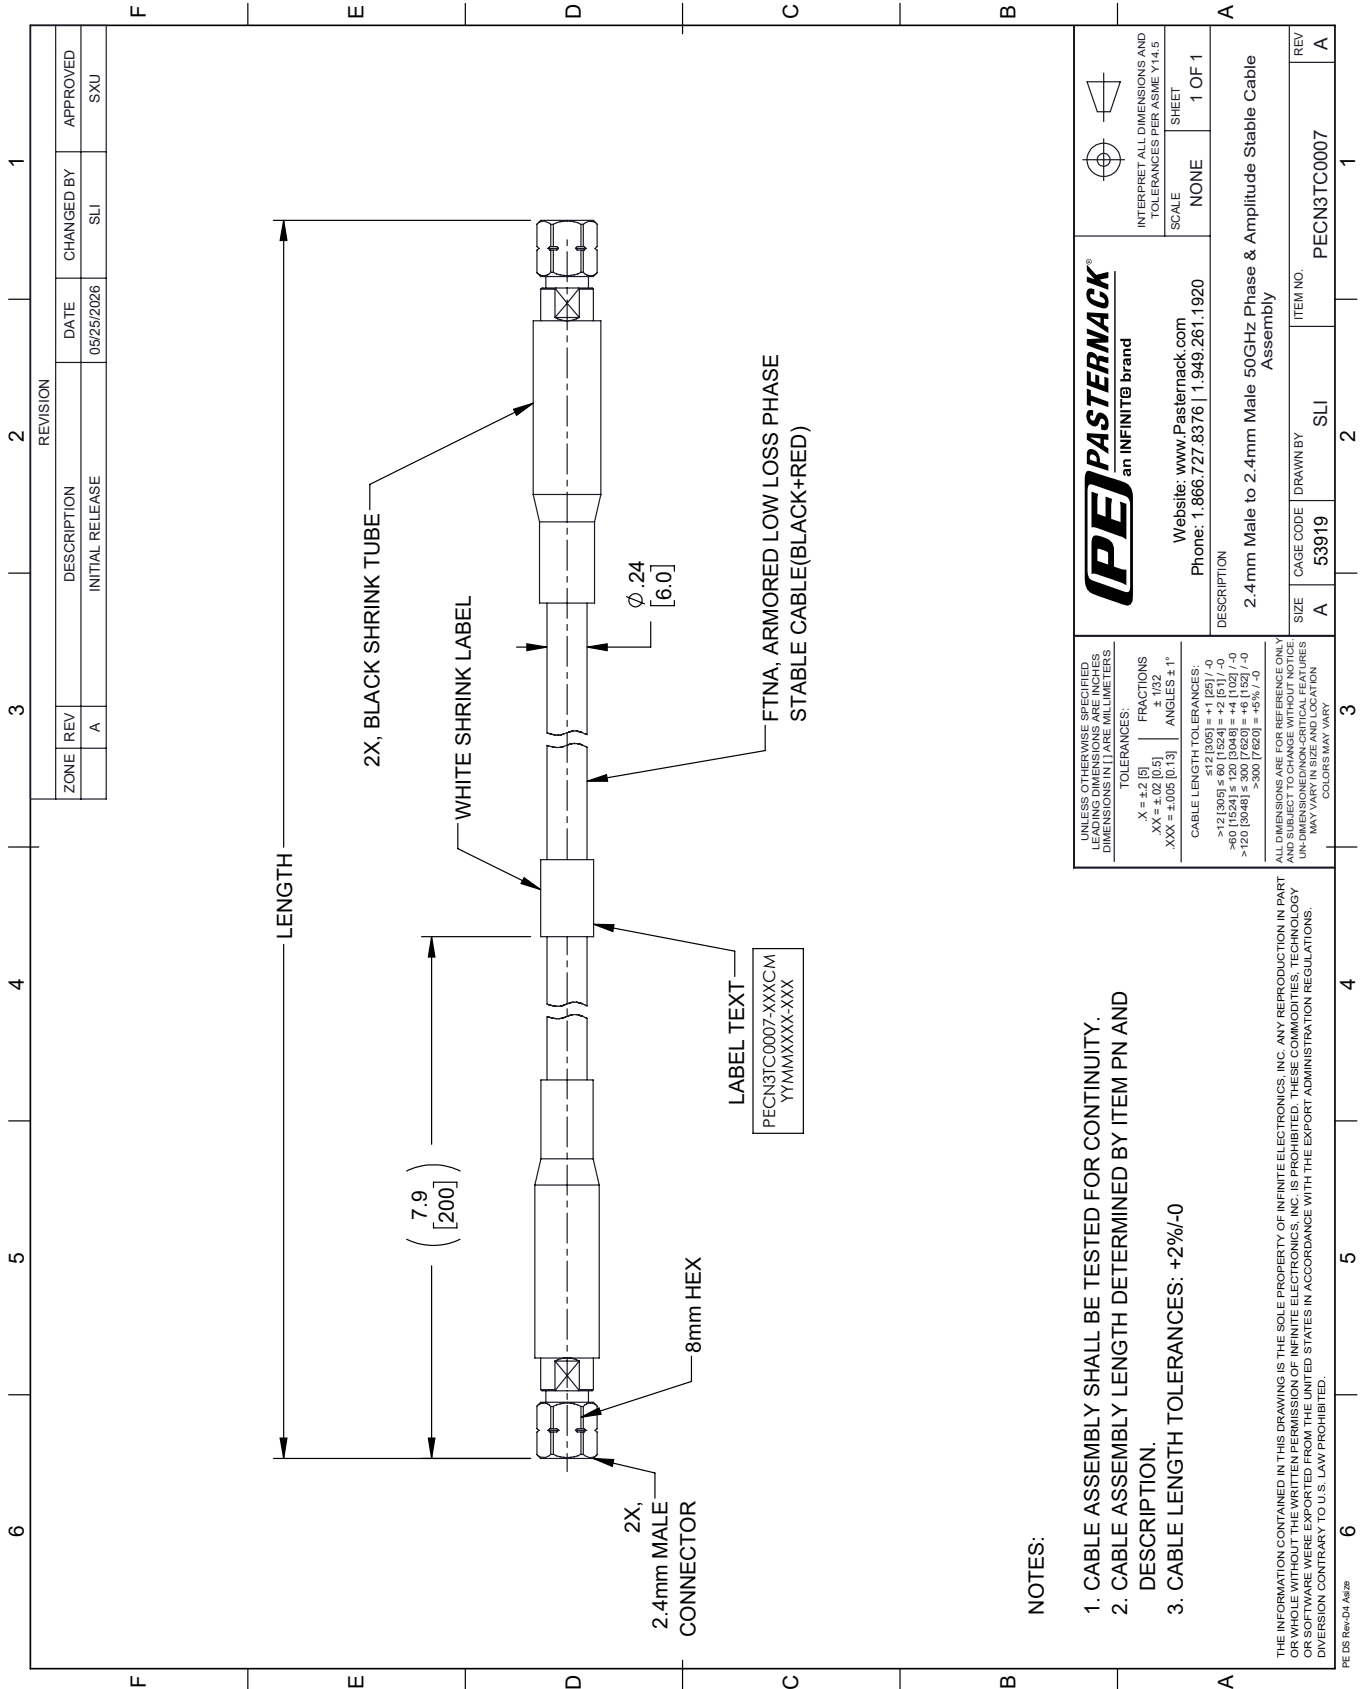 6
5
4
3
2
1
F
E
D
C
B
A
F
E
D
C
B
A
REVISION
ZONE REV DESCRIPTION DATE CHANGED BY APPROVED
A INITIAL RELEASE 05/25/2026 SLI SXU
LENGTH
( 7.9 )
[200]
2X, BLACK SHRINK TUBE
WHITE SHRINK LABEL
2X,
2.4mm MALE
CONNECTOR
8mm HEX
LABEL TEXT
PECN3TC0007-XXXCM
YYMMXXXX-XXX
Ø .24
[6.0]
FTNA, ARMORED LOW LOSS PHASE
STABLE CABLE(BLACK+RED)
NOTES:
1. CABLE ASSEMBLY SHALL BE TESTED FOR CONTINUITY.
2. CABLE ASSEMBLY LENGTH DETERMINED BY ITEM PN AND
DESCRIPTION.
3. CABLE LENGTH TOLERANCES: +2%/-0
THE INFORMATION CONTAINED IN THIS DRAWING IS THE SOLE PROPERTY OF INFINITE ELECTRONICS, INC. ANY REPRODUCTION IN PART
OR WHOLE WITHOUT THE WRITTEN PERMISSION OF INFINITE ELECTRONICS, INC. IS PROHIBITED. THESE COMMODITIES, TECHNOLOGY
OR SOFTWARE WERE EXPORTED FROM THE UNITED STATES IN ACCORDANCE WITH THE EXPORT ADMINISTRATION REGULATIONS.
DIVERSION CONTRARY TO U.S. LAW PROHIBITED.
UNLESS OTHERWISE SPECIFIED
LEADING DIMENSIONS ARE INCHES
DIMENSIONS IN [ ] ARE MILLIMETERS
TOLERANCES:
.X = ±.2 [5] FRACTIONS
.XX = ±.02 [0.5] ± 1/32
.XXX = ±.005 [0.13] ANGLES ± 1°
CABLE LENGTH TOLERANCES:
≤12 [305] = +1 [25] / -0
>12 [305] ≤ 60 [1524] = +2 [51] / -0
>60 [1524] ≤ 120 [3048] = +4 [102] / -0
>120 [3048] ≤ 300 [7620] = +6 [152] / -0
>300 [7620] = +5% / -0
ALL DIMENSIONS ARE FOR REFERENCE ONLY
AND SUBJECT TO CHANGE WITHOUT NOTICE.
UN-DIMENSIONED/NON-CRITICAL FEATURES
MAY VARY IN SIZE AND LOCATION
COLORS MAY VARY
PE PASTERNACK®
an INFINIT@ brand
Website: www.Pasternack.com
Phone: 1.866.727.8376 | 1.949.261.1920
INTERPRET ALL DIMENSIONS AND
TOLERANCES PER ASME Y14.5
SCALE SHEET
NONE 1 OF 1
DESCRIPTION
2.4mm Male to 2.4mm Male 50GHz Phase & Amplitude Stable Cable
Assembly
SIZE CAGE CODE DRAWN BY ITEM NO. REV
A 53919 SLI PECN3TC0007 A
6
5
4
3
2
1
PE DS Rev-D4 Asize